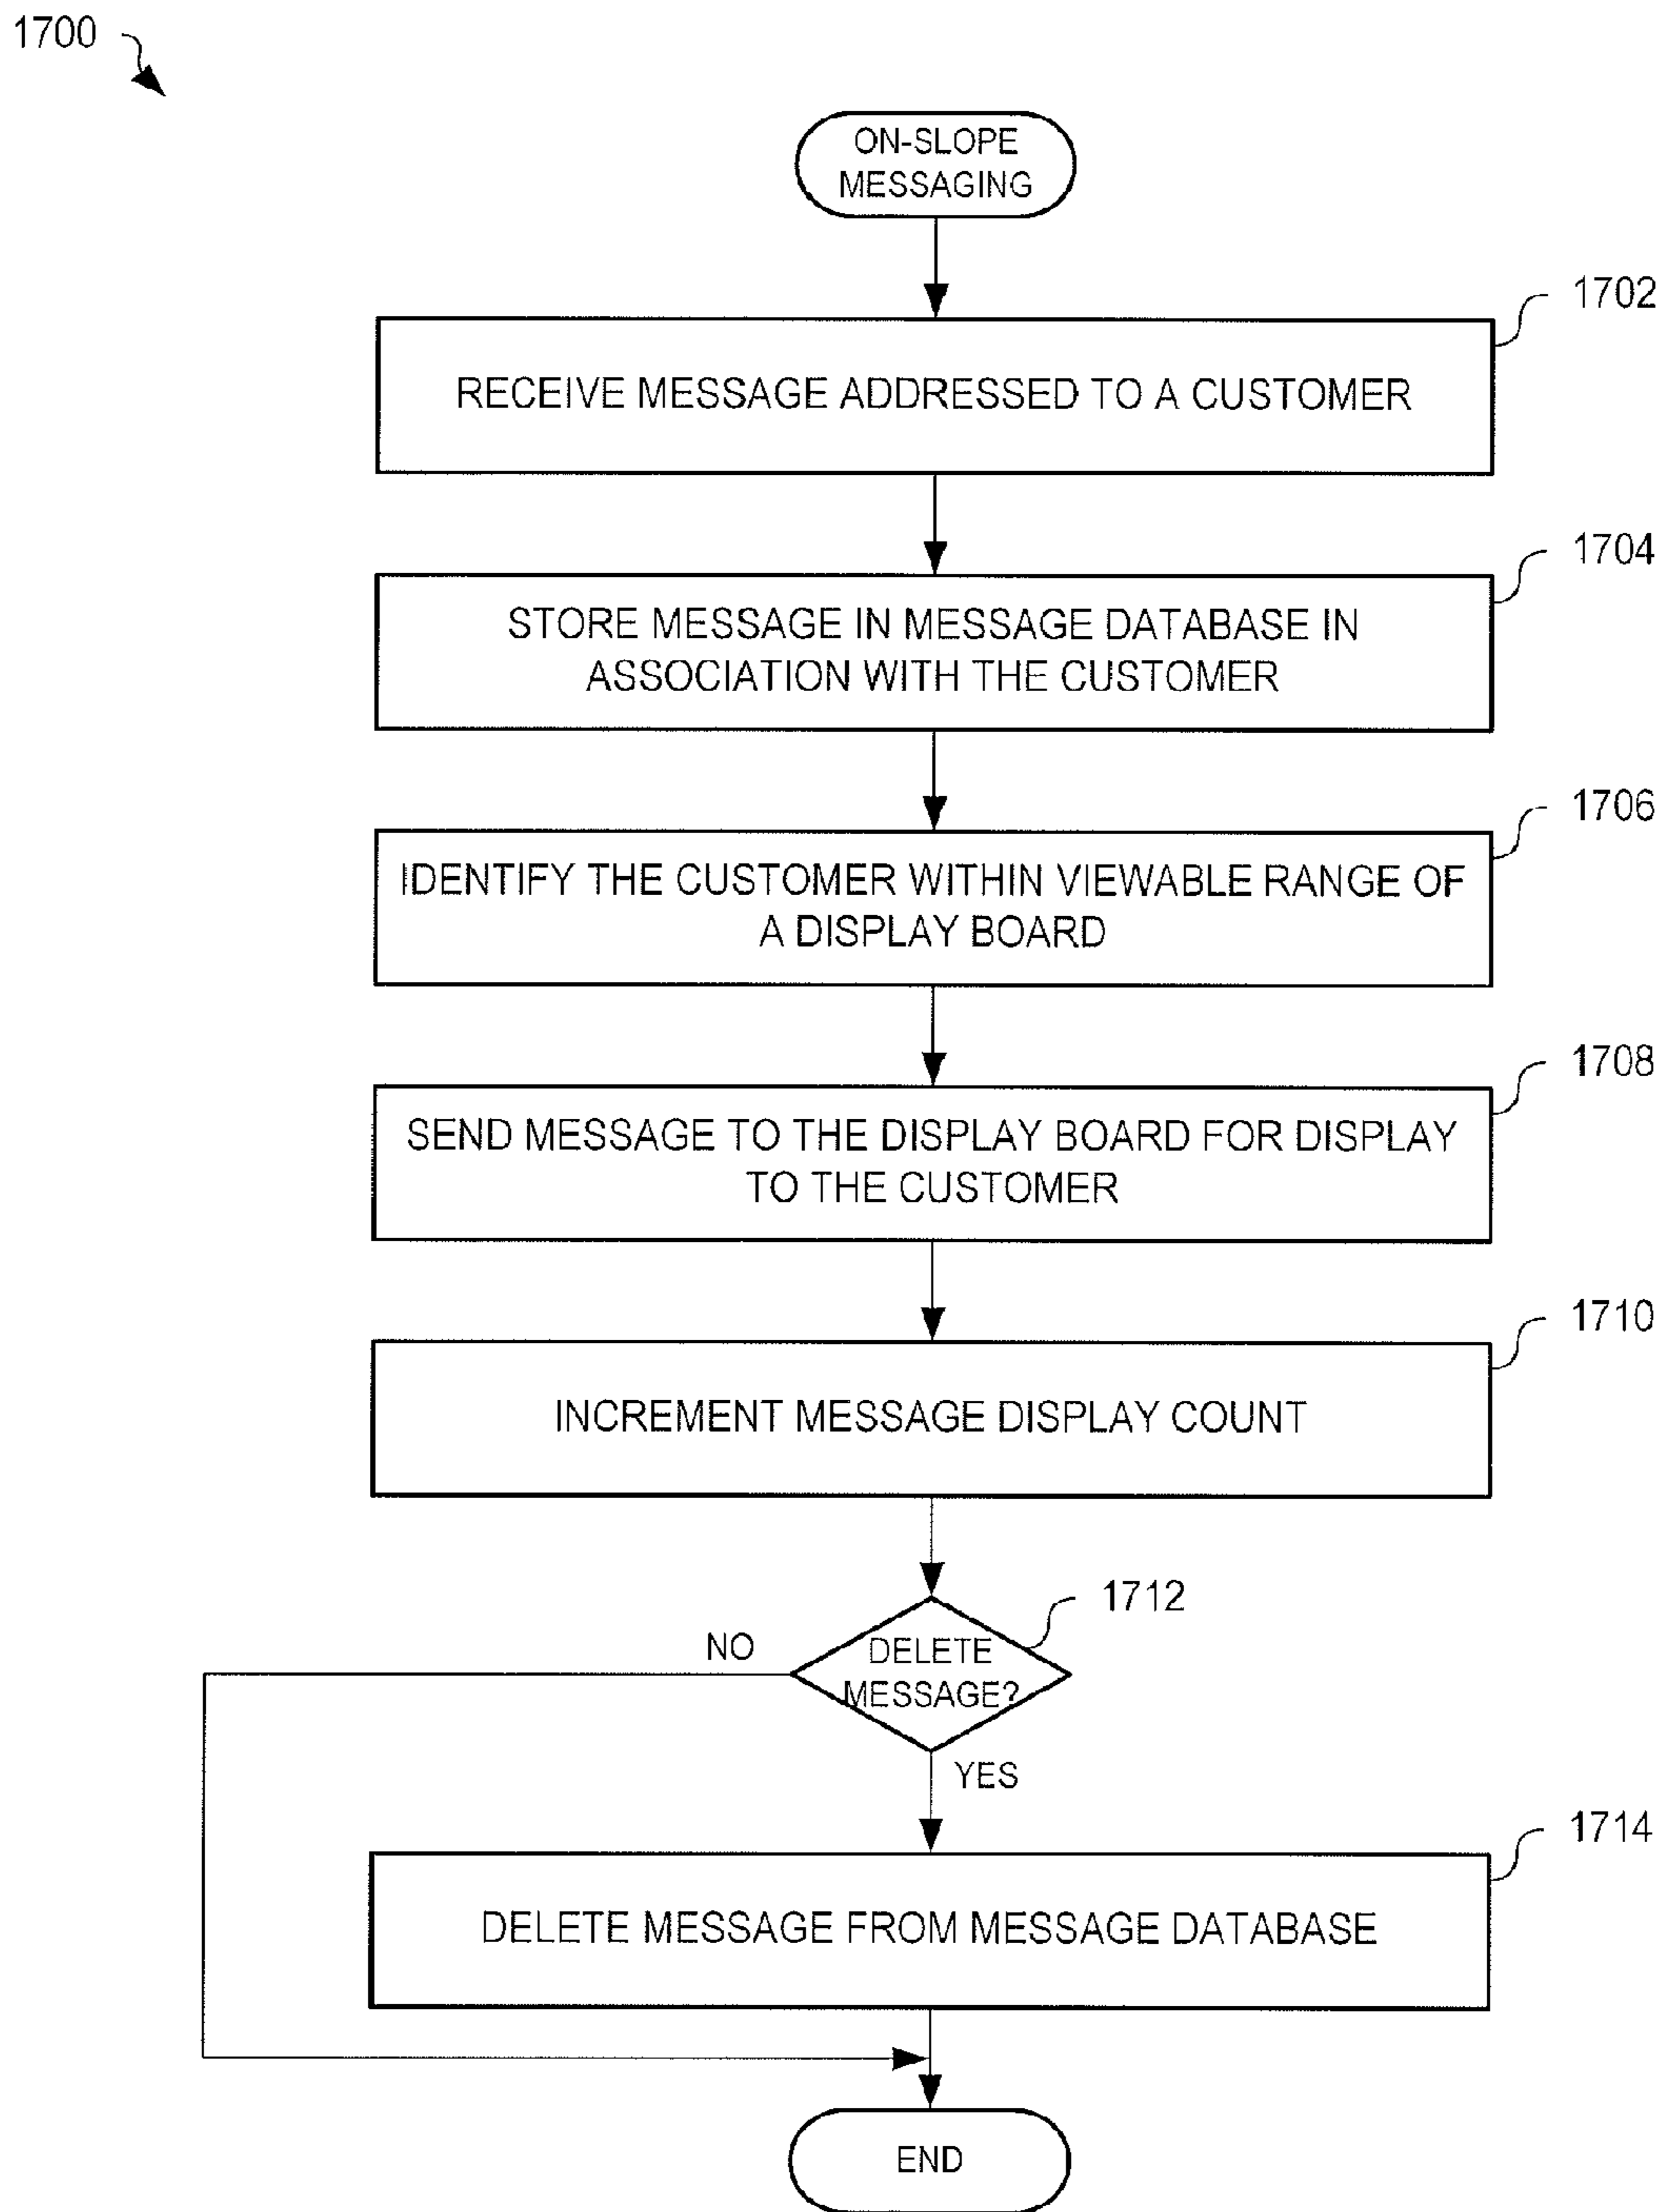 1700
ON-SLOPE
MESSAGING
1702
RECEIVE MESSAGE ADDRESSED TO A CUSTOMER
1704
STORE MESSAGE IN MESSAGE DATABASE IN
ASSOCIATION WITH THE CUSTOMER
1706
IDENTIFY THE CUSTOMER WITHIN VIEWABLE RANGE OF
A DISPLAY BOARD
1708
SEND MESSAGE TO THE DISPLAY BOARD FOR DISPLAY
TO THE CUSTOMER
1710
INCREMENT MESSAGE DISPLAY COUNT
1712
NO
DELETE
MESSAGE?
YES
1714
DELETE MESSAGE FROM MESSAGE DATABASE
END